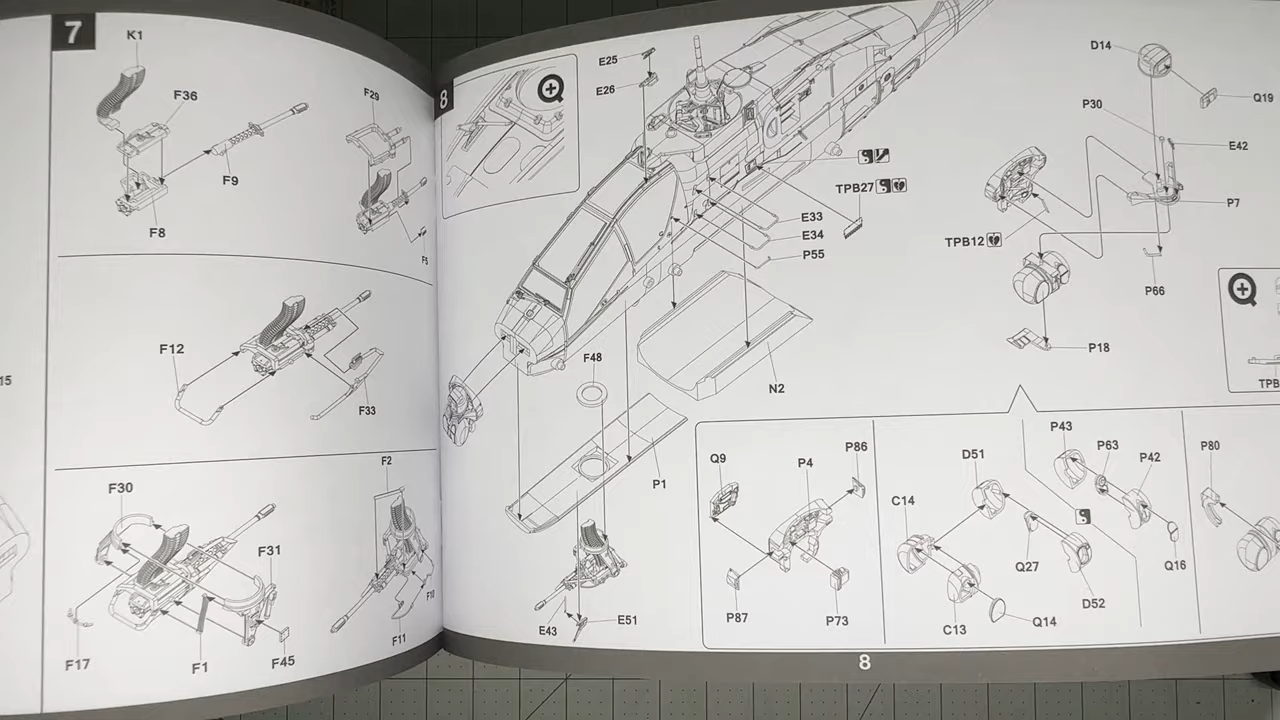 7
K1
F36
F9
F8
F29
F5
15
F12
F33
F30
F31
F17
F1
F45
F2
F10
F11
8
E25
E26
TPB27
E33
E34
P55
F48
N2
P1
E43
E51
D14
Q19
P30
E42
P7
TPB12
P66
P18
TPB
Q9
P4
P86
P87
P73
D51
C14
Q27
D52
C13
Q14
P43
P63
P42
Q16
P80
8